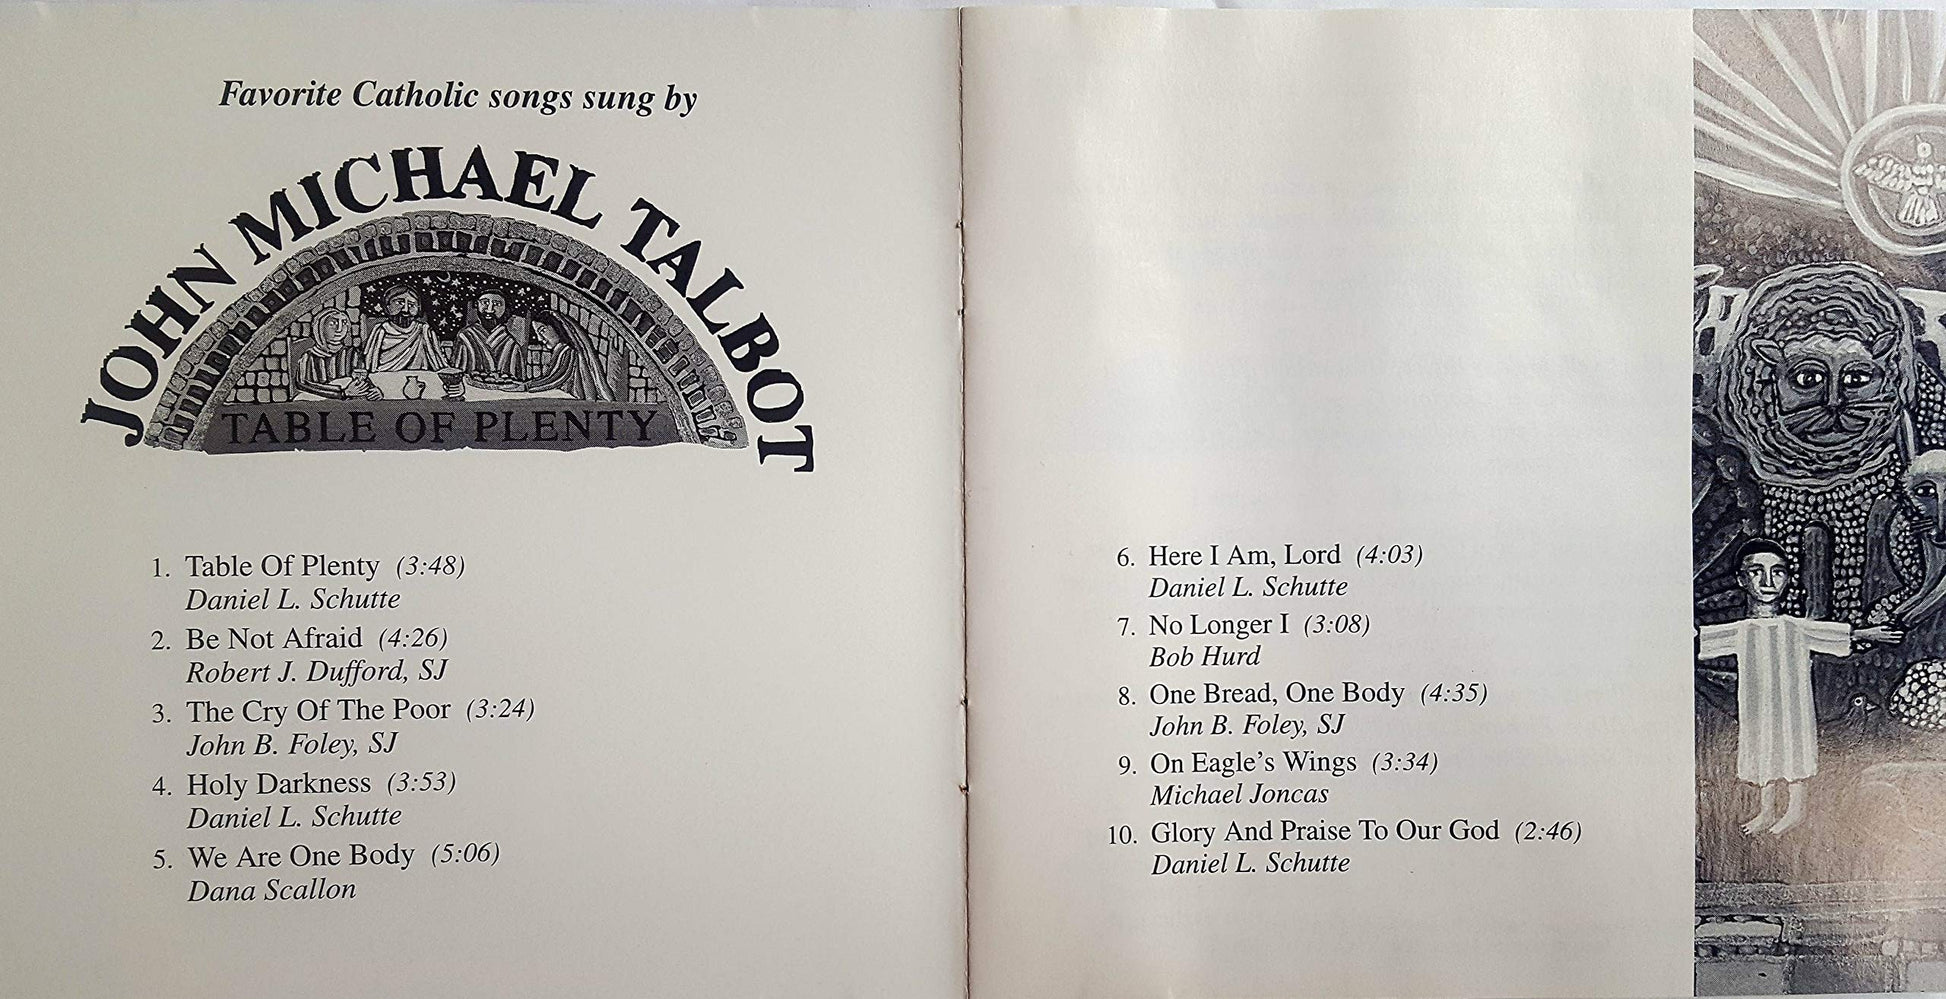 Favorite Catholic songs sung by
JOHN MICHAEL TALBOT
TABLE OF PLENTY
1. Table Of Plenty (3:48)
Daniel L. Schutte
2. Be Not Afraid (4:26)
Robert J. Dufford, SJ
3. The Cry Of The Poor (3:24)
John B. Foley, SJ
4. Holy Darkness (3:53)
Daniel L. Schutte
5. We Are One Body (5:06)
Dana Scallon
6. Here I Am, Lord (4:03)
Daniel L. Schutte
7. No Longer I (3:08)
Bob Hurd
8. One Bread, One Body (4:35)
John B. Foley, SJ
9. On Eagle's Wings (3:34)
Michael Joncas
10. Glory And Praise To Our God (2:46)
Daniel L. Schutte